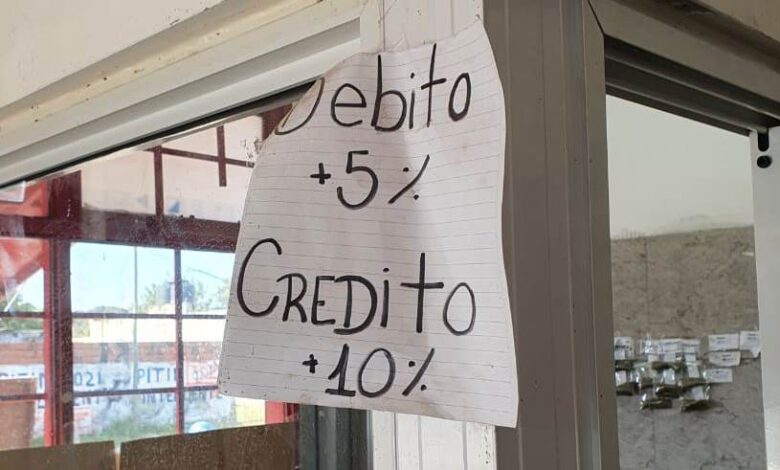 Debito
+5%
CREDito
+10%